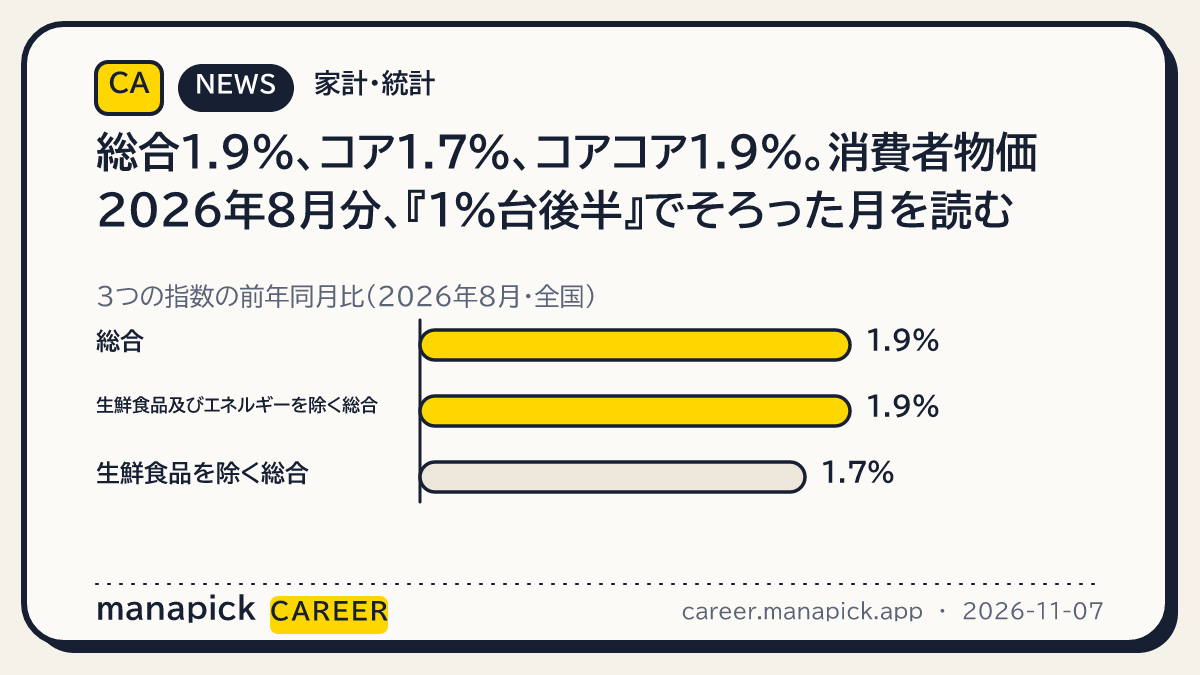 CA NEWS 家計・統計
総合1.9%、コア1.7%、コアコア1.9%。消費者物価
2026年8月分、『1%台後半』でそろった月を読む
3つの指数の前年同月比(2026年8月・全国)
総合 1.9%
生鮮食品及びエネルギーを除く総合 1.9%
生鮮食品を除く総合 1.7%
manapick CAREER career.manapick.app ・ 2026-11-07